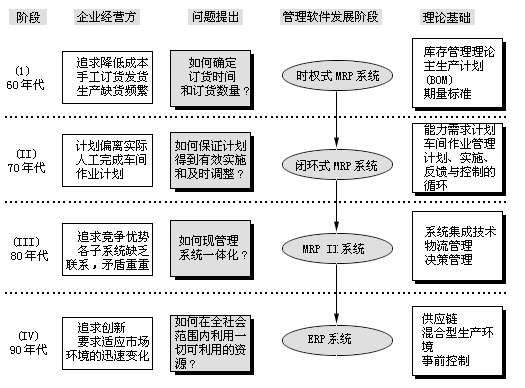 阶段
企业经营方
问题提出
管理软件发展阶段
理论基础
(I)
60年代
追求降低成本
手工订货发货
生产缺货频繁
如何确定
订货时间
和订货数量？
时权式MRP系统
库存管理理论
主生产计划
(BOM)
期量标准
(II)
70年代
计划偏离实际
人工完成车间
作业计划
如何保证计划
得到有效实施
和及时调整？
闭环式MRP系统
能力需求计划
车间作业管理
计划、实施、
反馈与控制的
循环
(III)
80年代
追求竞争优势
各子系统缺乏
联系，矛盾重重
如何现管理
系统一体化？
MRP II系统
系统集成技术
物流管理
决策管理
(IV)
90年代
追求创新
要求适应市场
环境的迅速变化
如何在全社会
范围内利用一
切可利用的资
源？
ERP系统
供应链
混合型生产环
境
事前控制